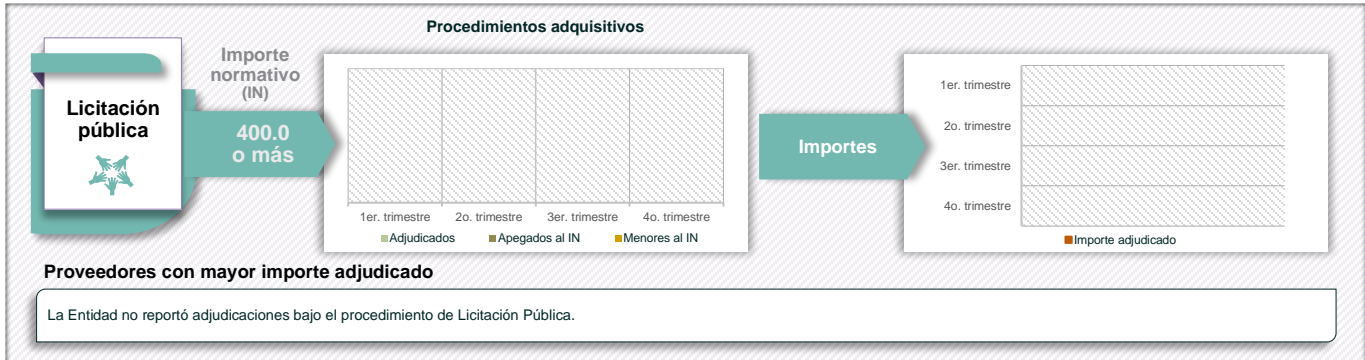 Procedimientos adquisitivos
Licitación
pública
Importe
normativo
(IN)
400.0
o más
1er. trimestre 2o. trimestre 3er. trimestre 4o. trimestre
Adjudicados Apegados al IN Menores al IN
Importes
1er. trimestre
2o. trimestre
3er. trimestre
4o. trimestre
Importe adjudicado
Proveedores con mayor importe adjudicado
La Entidad no reportó adjudicaciones bajo el procedimiento de Licitación Pública.